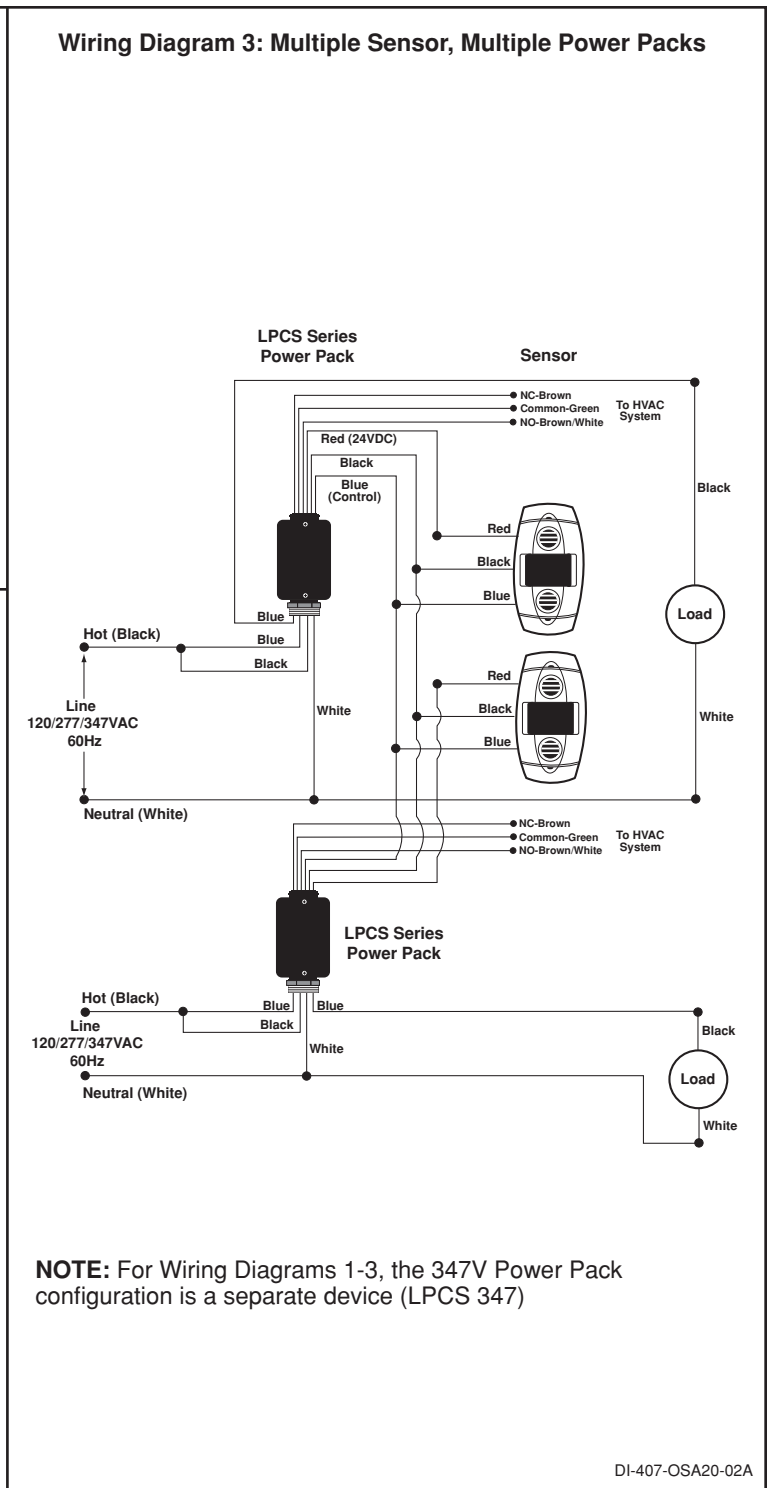 Wiring Diagram 3: Multiple Sensor, Multiple Power Packs
LPCS Series
Power Pack
Sensor
NC-Brown
Common-Green
NO-Brown/White
To HVAC
System
Red (24VDC)
Black
Blue
(Control)
Black
Red
Black
Blue
Load
Blue
Hot (Black)
Blue
Black
Line
120/277/347VAC
60Hz
White
Red
Black
Blue
White
Neutral (White)
NC-Brown
Common-Green
NO-Brown/White
To HVAC
System
LPCS Series
Power Pack
Hot (Black)
Blue
Blue
Line
120/277/347VAC
60Hz
Black
White
Black
Load
Neutral (White)
White
NOTE: For Wiring Diagrams 1-3, the 347V Power Pack
configuration is a separate device (LPCS 347)
DI-407-OSA20-02A